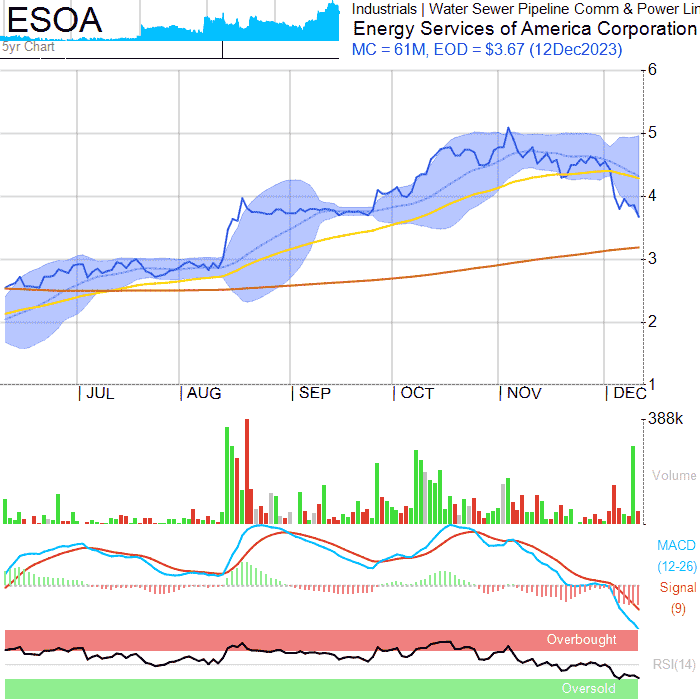 ESOA
5yr Chart
Industrials | Water Sewer Pipeline Comm & Power Lin
Energy Services of America Corporation
MC = 61M, EOD = $3.67 (12Dec2023)
6
5
4
3
2
1
| JUL
| AUG
| SEP
| OCT
| NOV
| DEC
388k
Volume
MACD
(12-26)
Signal
(9)
Overbought
RSI(14)
Oversold